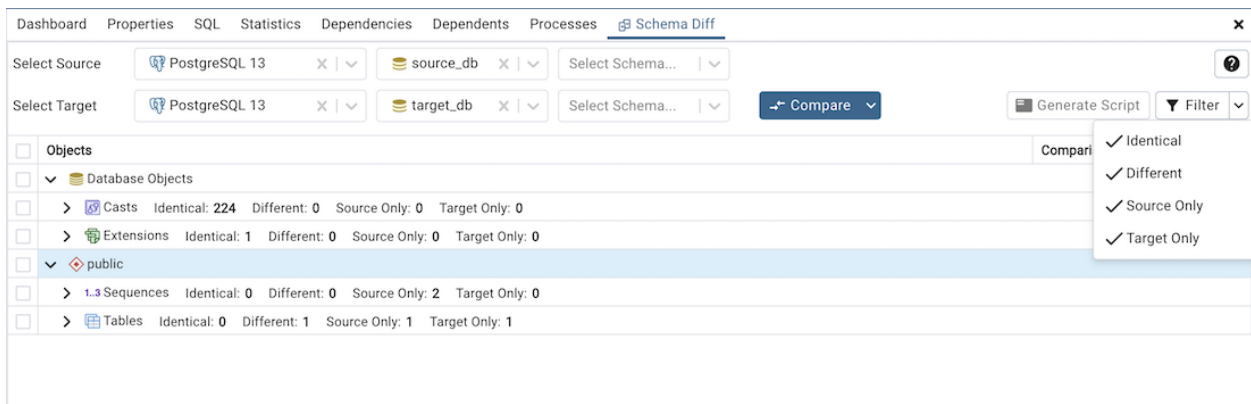 Dashboard Properties SQL Statistics Dependencies Dependents Processes Schema Diff
Select Source PostgreSQL 13 source_db Select Schema...
Select Target PostgreSQL 13 target_db Select Schema... Compare Generate Script Filter
Objects Compari
Identical
Different
Source Only
Target Only
Database Objects
Casts Identical: 224 Different: 0 Source Only: 0 Target Only: 0
Extensions Identical: 1 Different: 0 Source Only: 0 Target Only: 0
public
1..3 Sequences Identical: 0 Different: 0 Source Only: 2 Target Only: 0
Tables Identical: 0 Different: 1 Source Only: 1 Target Only: 1